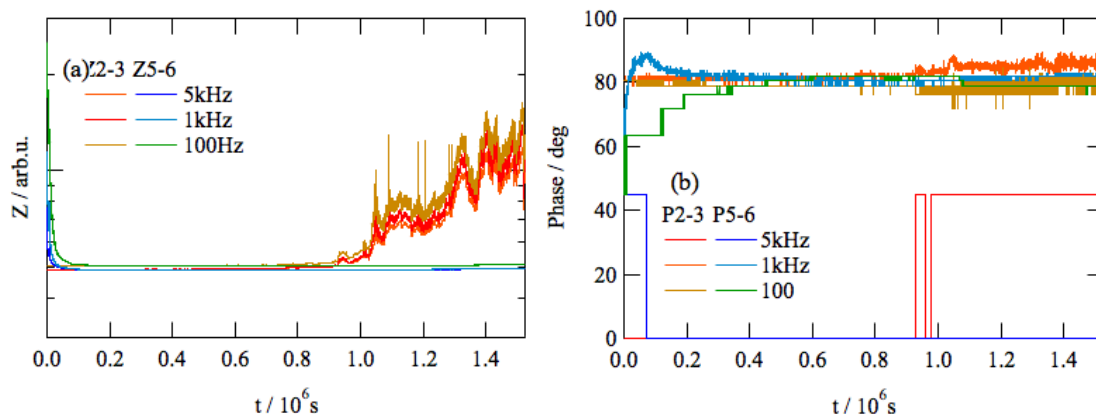 (a) Z2-3 Z5-6
5kHz
1kHz
100Hz
Z / arb.u.
0.0 0.2 0.4 0.6 0.8 1.0 1.2 1.4
t / 10⁶s
100
80
60
40
20
0
Phase / deg
(b)
P2-3 P5-6
5kHz
1kHz
100
0.0 0.2 0.4 0.6 0.8 1.0 1.2 1.4
t / 10⁶s